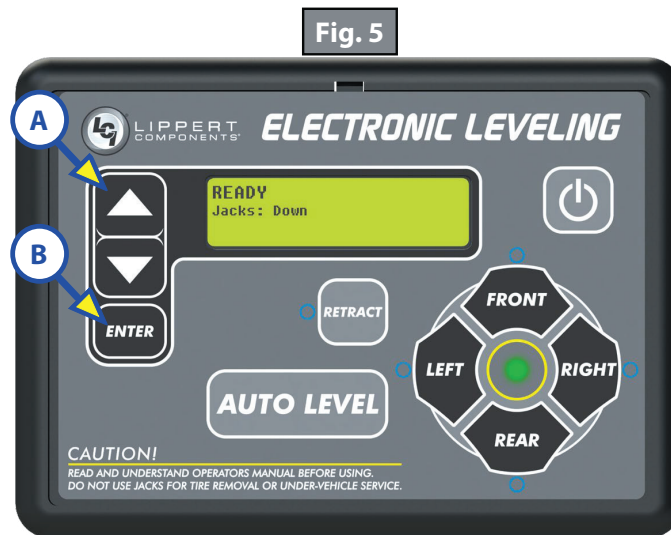 Fig. 5
A
LCI LIPPERT COMPONENTS® ELECTRONIC LEVELING
READY
Jacks: Down
B
ENTER
RETRACT
FRONT
LEFT
RIGHT
REAR
AUTO LEVEL
CAUTION!
READ AND UNDERSTAND OPERATORS MANUAL BEFORE USING.
DO NOT USE JACKS FOR TIRE REMOVAL OR UNDER-VEHICLE SERVICE.